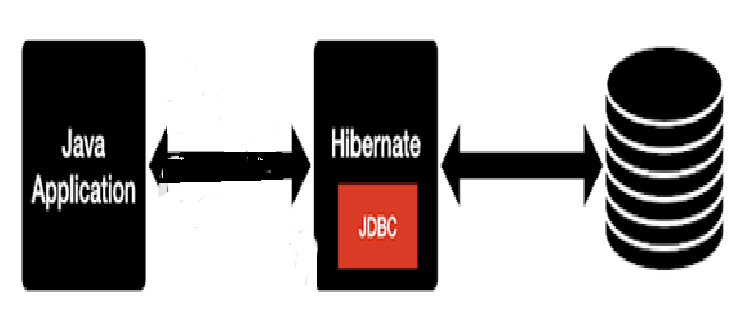 Java
Application
Hibernate
JDBC